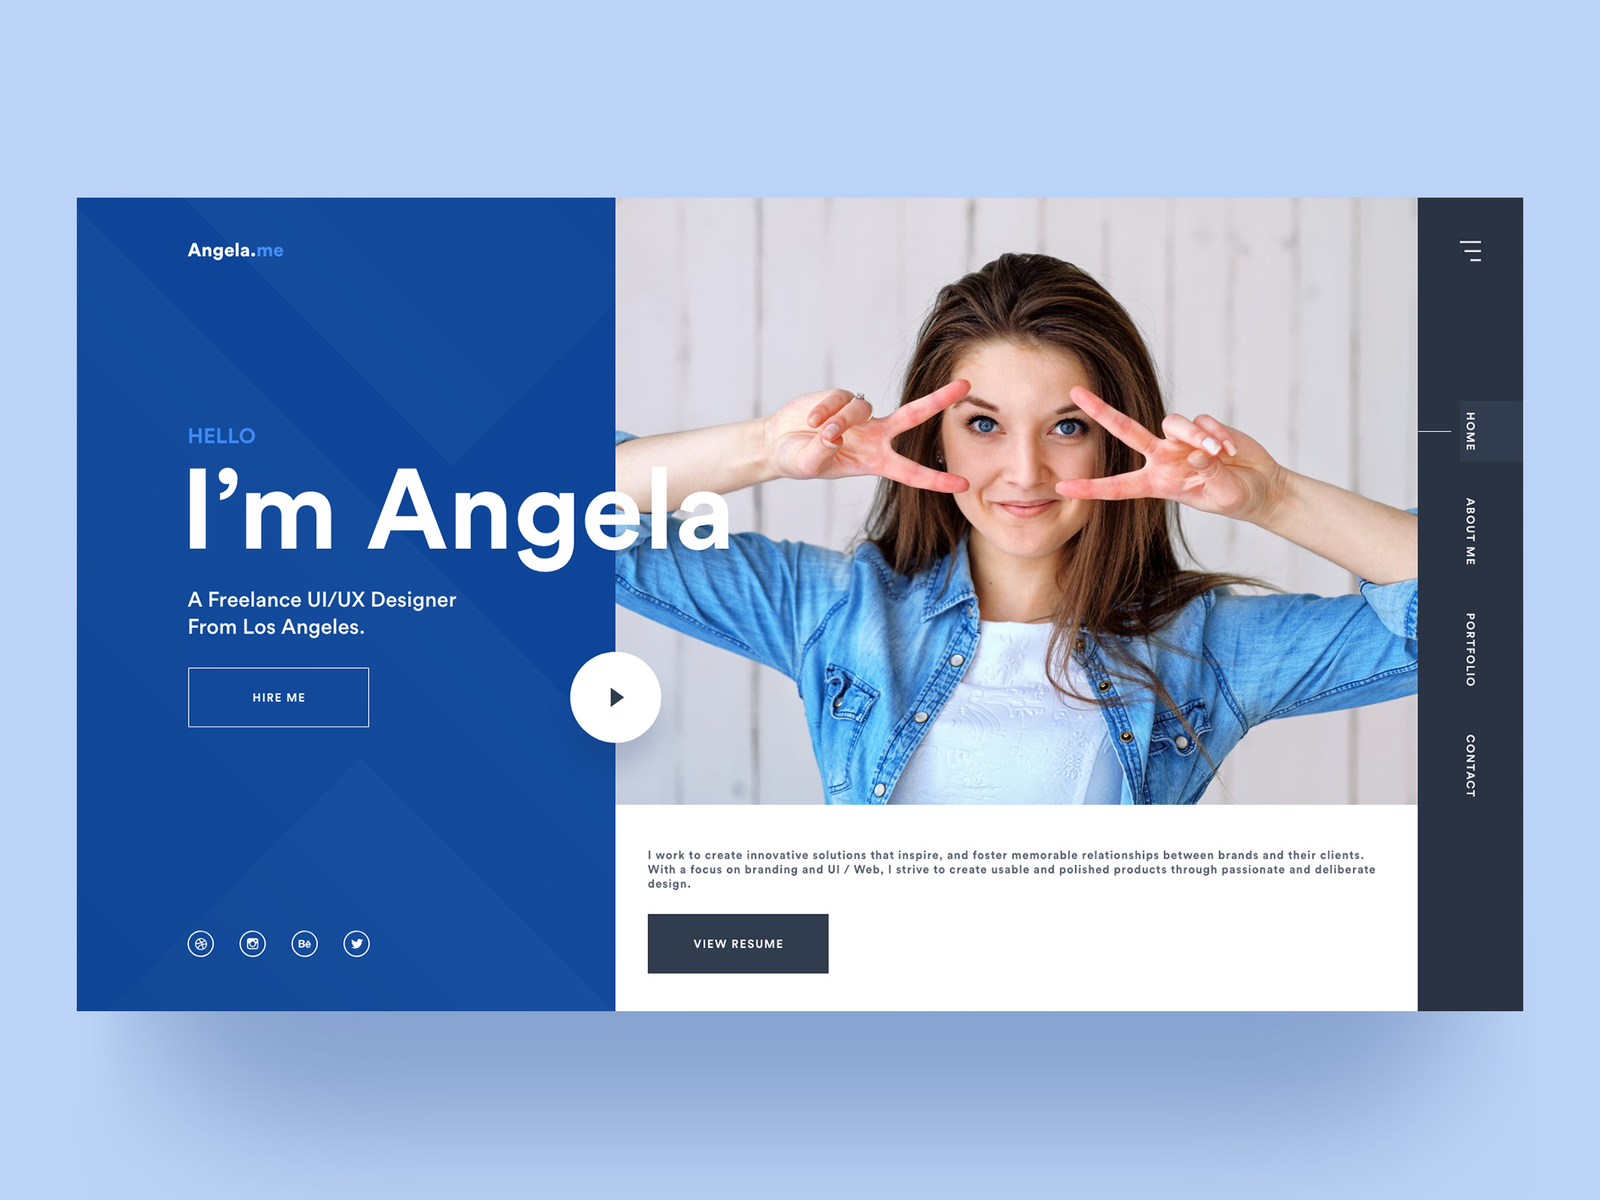 Angela.me
HELLO
I'm Angela
A Freelance UI/UX Designer
From Los Angeles.
HIRE ME
Bē
I work to create innovative solutions that inspire, and foster memorable relationships between brands and their clients.
With a focus on branding and UI / Web, I strive to create usable and polished products through passionate and deliberate
design.
VIEW RESUME
HOME
ABOUT ME
PORTFOLIO
CONTACT